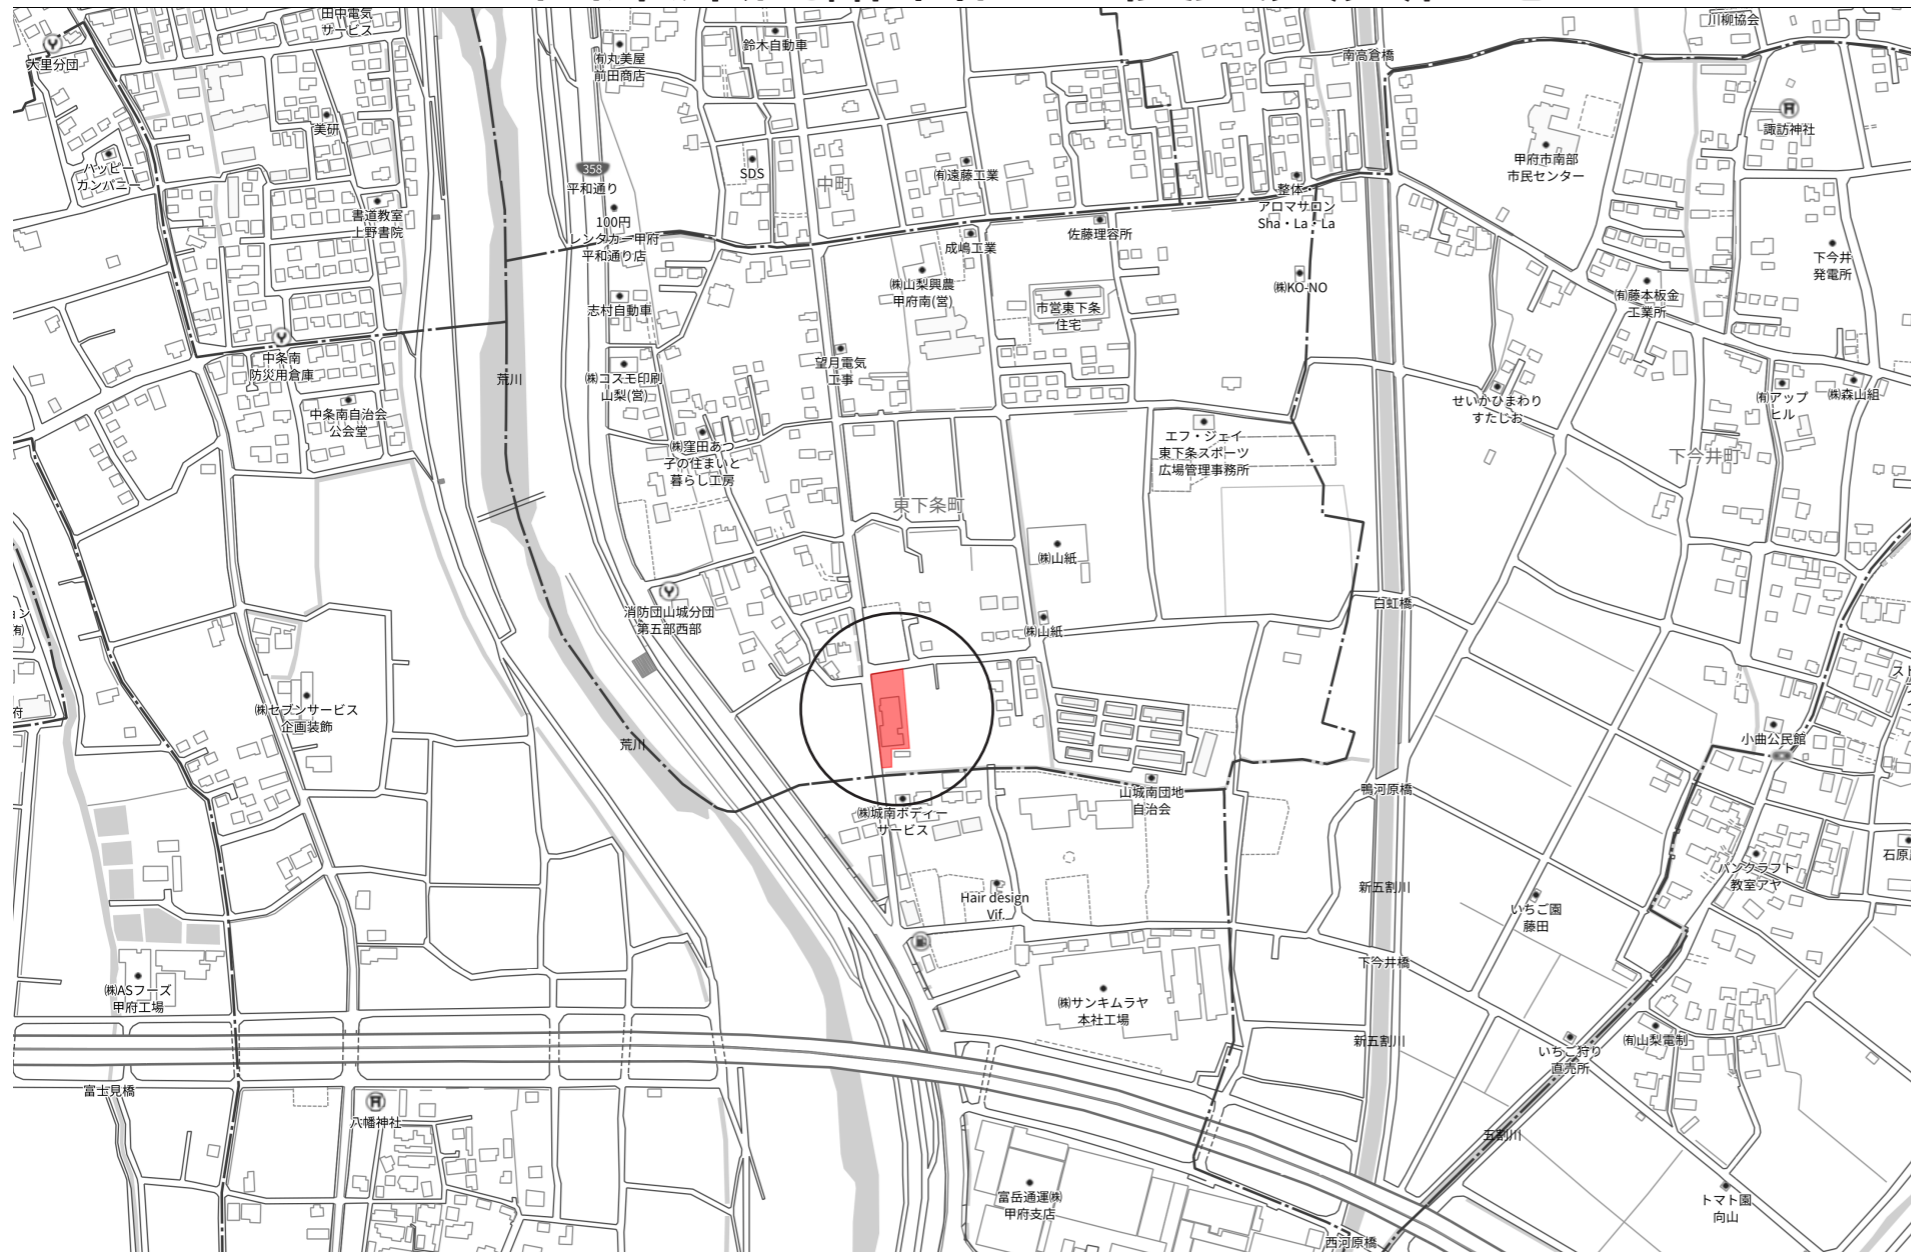 田中電気
サービス
大里分団
美研
ハッピー
カンパニー
書道教室
上野書院
㈲丸美屋
前田商店
鈴木自動車
358
平和通り
100円
レンタカー甲府
平和通り店
SDS
中町
㈲遠藤工業
成嶋工業
佐藤理容所
整体・
アロマサロン
Sha・La・La
南高倉橋
川柳協会
諏訪神社
甲府市南部
市民センター
下今井
発電所
㈲藤本板金
工業所
志村自動車
㈱山梨興農
甲府南(営)
市営東下条
住宅
㈱KO-NO
中条南
防災用倉庫
中条南自治会
公会堂
荒川
㈱コスモ印刷
山梨(営)
望月電気
工事
㈱窪田あつ
子の住まいと
暮らし工房
エフ・ジェイ
東下条スポーツ
広場管理事務所
せいかひまわり
すたじお
㈲アップ
ヒル
㈱森山組
下今井町
東下条町
㈱山紙
消防団山城分団
第五部西部
㈱山紙
白虹橋
㈱セブンサービス
企画装飾
荒川
小曲公民館
山城南団地
自治会
鴨河原橋
㈱城南ボディー
サービス
Hair design
Vif.
新五割川
パンクラフト
教室アヤ
いちご園
藤田
下今井橋
㈱ASフーズ
甲府工場
㈱サンキムラヤ
本社工場
新五割川
いちご狩り
直売所
㈲山梨電制
富士見橋
八幡神社
五割川
富岳通運㈱
甲府支店
トマト園
向山
西河原橋